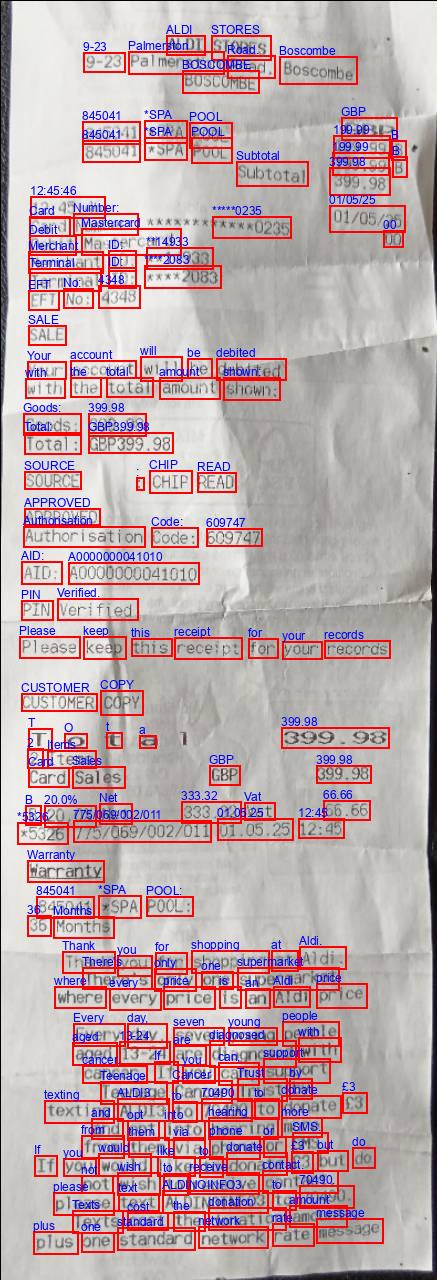 ALDI STORES
9-23 Palmerston Road. Boscombe
BOSCOMBE
GBP
845041 *SPA POOL 199.99 B
845041 *SPA POOL 199.99 B
Subtotal 399.98
12:45:46 01/05/25
Card Number: ************0235
Debit Mastercard 00
Merchant ID: ***4933
Terminal ID: ****2083
EFT No: 4348
SALE
Your account will be debited
with the total amount shown:
Goods: 399.98
Total: GBP399.98
SOURCE : CHIP READ
APPROVED
Authorisation Code: 609747
AID: A0000000041010
PIN Verified.
Please keep this receipt for your records
CUSTOMER COPY
Total 399.98
2 Items
Card Sales GBP 399.98
B 20.0% Net 333.32 Vat 66.66
*5326 775/069/002/011 01.05.25 12:45
Warranty
845041 *SPA POOL:
36 Months
Thank you for shopping at Aldi.
There's only one supermarket
where every price is an Aldi price
Every day, seven young people
aged 13-24 are diagnosed with
cancer. If you can, support
Teenage Cancer Trust by
texting ALDI3 to 70490 to donate £3
and opt into hearing more
from them via phone or SMS.
If you would like to donate £3 but do
not wish to receive contact.
please text ALDINOINFO3 to 70490.
Texts cost the donation amount
plus one standard network rate message